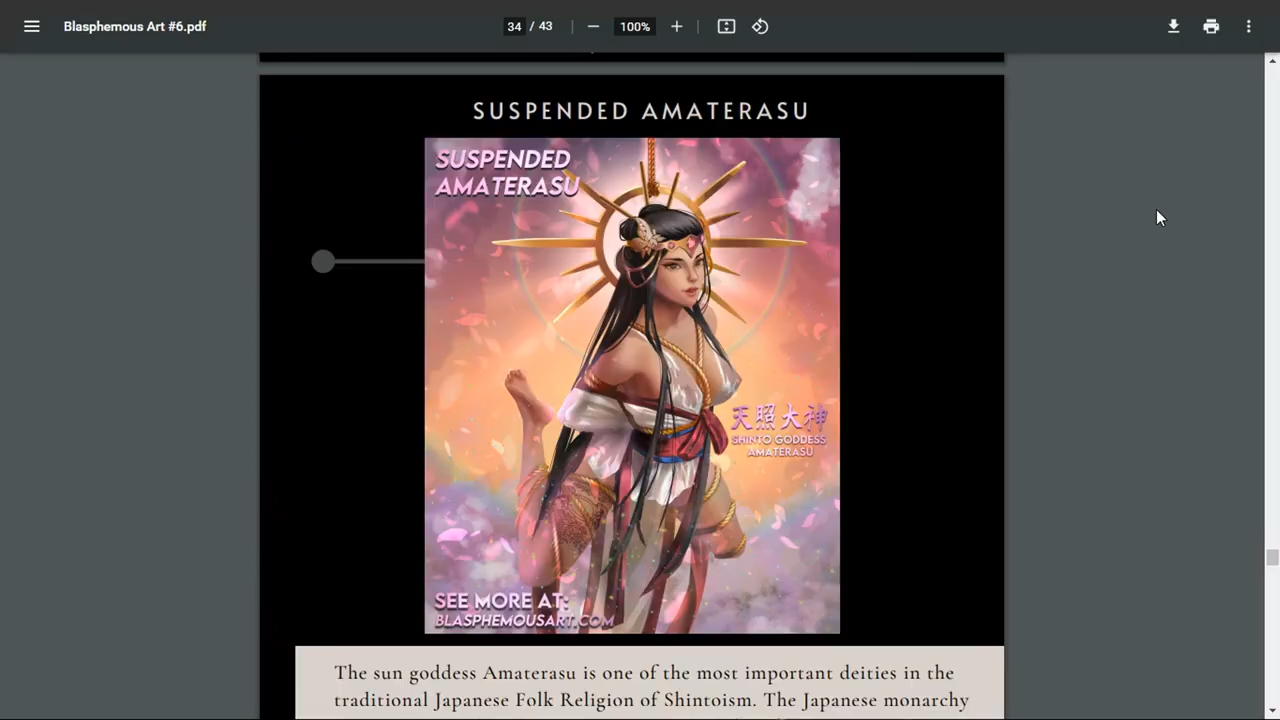 Blasphemous Art #6.pdf
34 / 43
100%
SUSPENDED AMATERASU
SUSPENDED
AMATERASU
天照大神
SHINTO GODDESS
AMATERASU
SEE MORE AT:
BLASPHEMOUSART.COM
The sun goddess Amaterasu is one of the most important deities in the
traditional Japanese Folk Religion of Shintoism. The Japanese monarchy